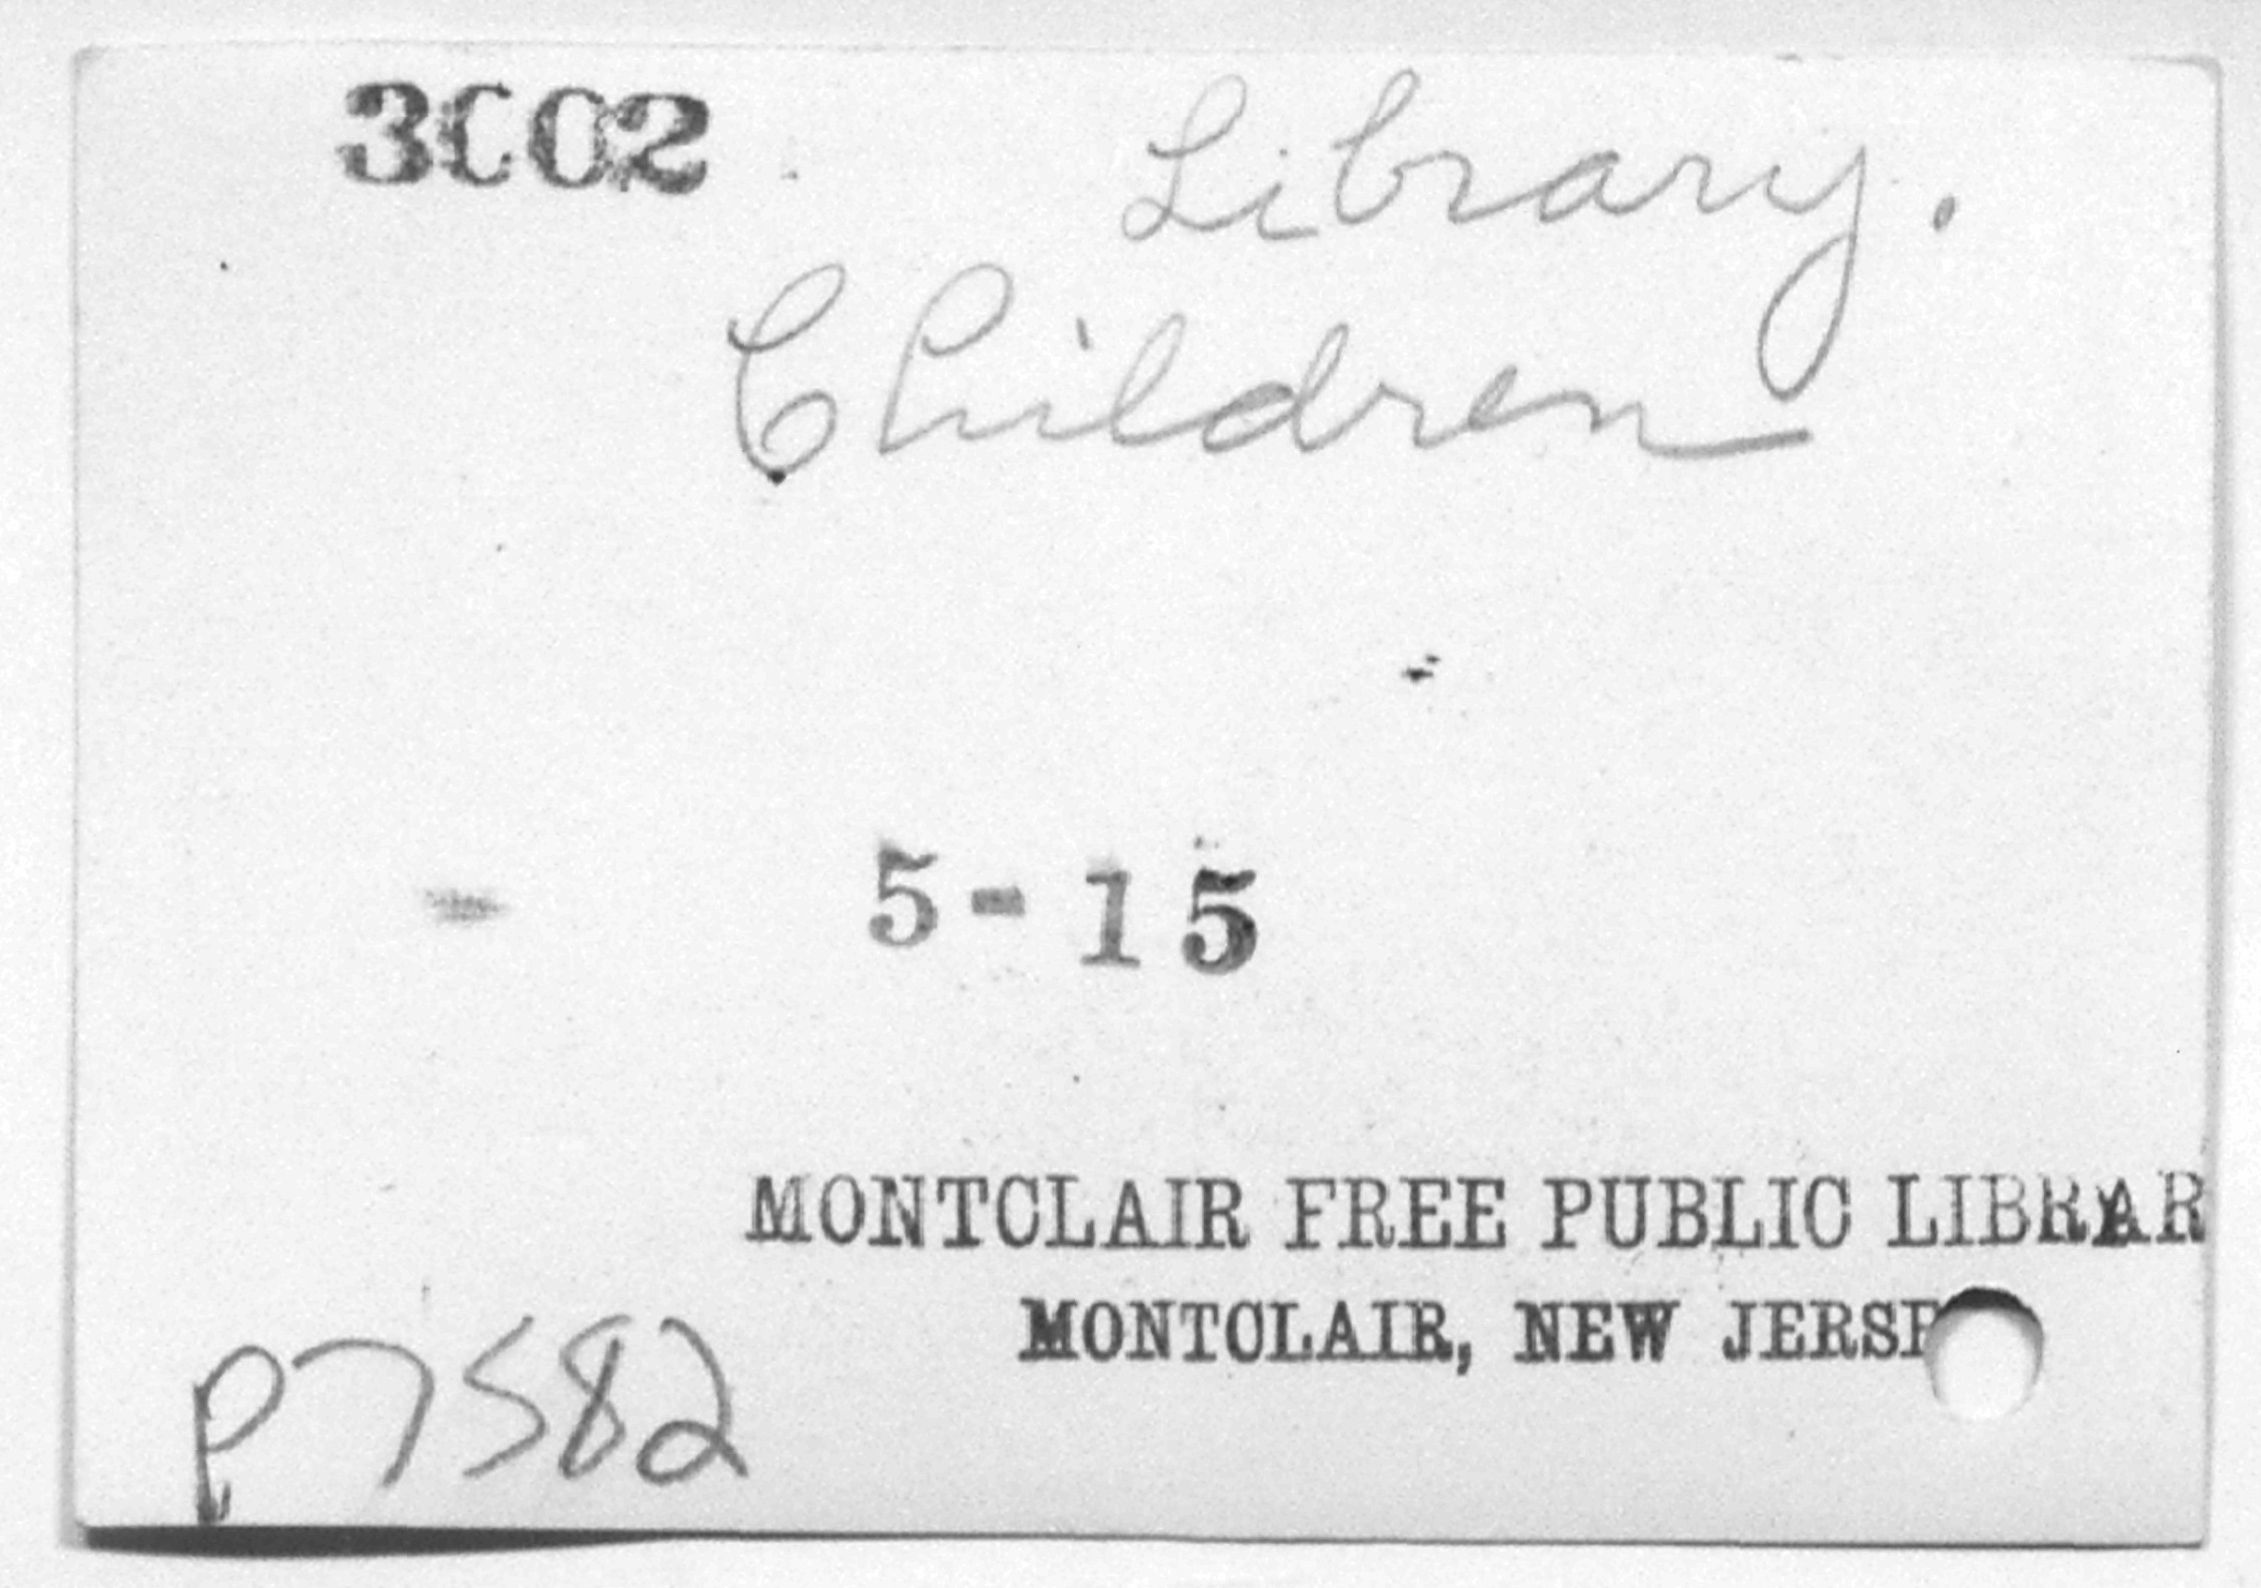 3002
Library.
Children
5-15
MONTCLAIR FREE PUBLIC LIBRAR
MONTCLAIR, NEW JERSE
P7582